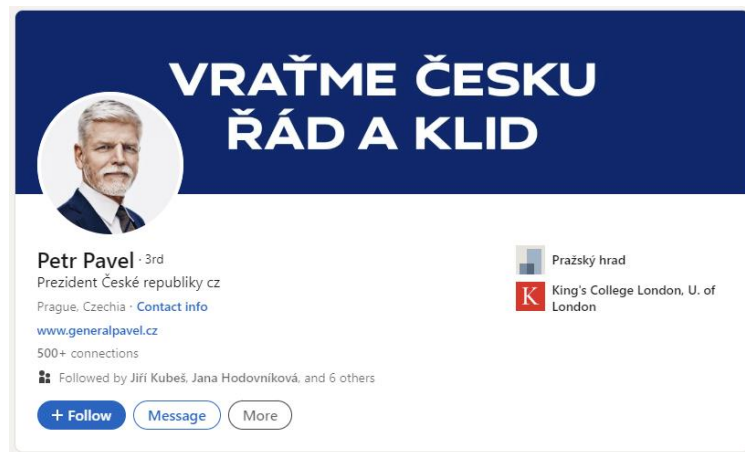 VRAŤME ČESKU
ŘÁD A KLID
Petr Pavel · 3rd
Prezident České republiky cz
Prague, Czechia · Contact info
www.generalpavel.cz
500+ connections
Followed by Jiří Kubeš, Jana Hodovníková, and 6 others
+ Follow
Message
More
Pražský hrad
K
King's College London, U. of
London